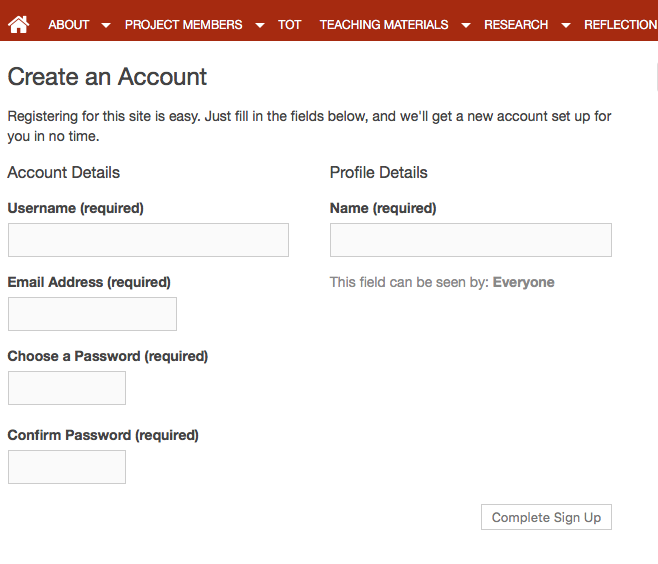 ABOUT PROJECT MEMBERS TOT TEACHING MATERIALS RESEARCH REFLECTION
Create an Account
Registering for this site is easy. Just fill in the fields below, and we'll get a new account set up for
you in no time.
Account Details
Username (required)
Email Address (required)
Choose a Password (required)
Confirm Password (required)
Profile Details
Name (required)
This field can be seen by: Everyone
Complete Sign Up